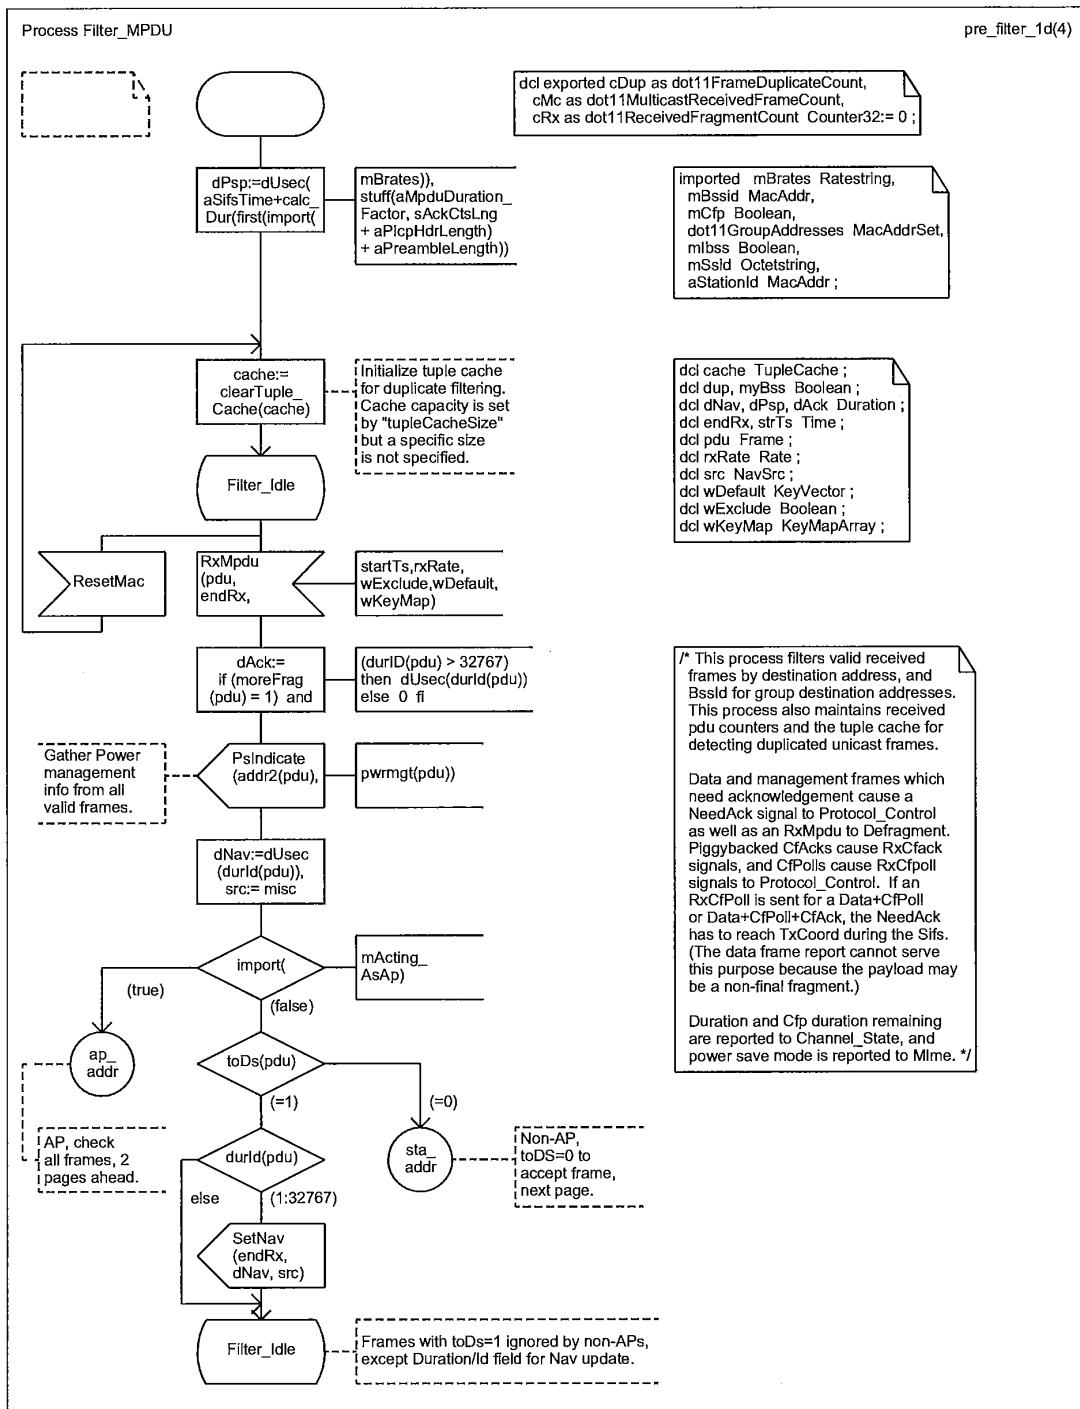 Process Filter_MPDU
pre_filter_1d(4)
dcl exported cDup as dot11FrameDuplicateCount,
cMc as dot11MulticastReceivedFrameCount,
cRx as dot11ReceivedFragmentCount Counter32:= 0 ;
dPsp:=dUsec(
aSifsTime+calc_
Dur(first(import(
mBrates)),
stuff(aMpduDuration_
Factor, sAckCtsLng
+ aPlcpHdrLength)
+ aPreambleLength))
imported mBrates Ratestring,
mBssid MacAddr,
mCfp Boolean,
dot11GroupAddresses MacAddrSet,
mIbss Boolean,
mSsid Octetstring,
aStationId MacAddr ;
cache:=
clearTuple_
Cache(cache)
Initialize tuple cache
for duplicate filtering.
Cache capacity is set
by "tupleCacheSize"
but a specific size
is not specified.
dcl cache TupleCache ;
dcl dup, myBss Boolean ;
dcl dNav, dPsp, dAck Duration ;
dcl endRx, strTs Time ;
dcl pdu Frame ;
dcl rxRate Rate ;
dcl src NavSrc ;
dcl wDefault KeyVector ;
dcl wExclude Boolean ;
dcl wKeyMap KeyMapArray ;
Filter_Idle
ResetMac
RxMpdu
(pdu,
endRx,
startTs,rxRate,
wExclude,wDefault,
wKeyMap)
dAck:=
if (moreFrag
(pdu) = 1) and
(durID(pdu) > 32767)
then dUsec(durId(pdu))
else 0 fi
/* This process filters valid received
frames by destination address, and
BssId for group destination addresses.
This process also maintains received
pdu counters and the tuple cache for
detecting duplicated unicast frames.
Data and management frames which
need acknowledgement cause a
NeedAck signal to Protocol_Control
as well as an RxMpdu to Defragment.
Piggybacked CfAcks cause RxCfack
signals, and CfPolls cause RxCfpoll
signals to Protocol_Control. If an
RxCfPoll is sent for a Data+CfPoll
or Data+CfPoll+CfAck, the NeedAck
has to reach TxCoord during the Sifs.
(The data frame report cannot serve
this purpose because the payload may
be a non-final fragment.)
Duration and Cfp duration remaining
are reported to Channel_State, and
power save mode is reported to Mlme. */
Gather Power
management
info from all
valid frames.
PsIndicate
(addr2(pdu),
pwrmgt(pdu))
dNav:=dUsec
(durId(pdu)),
src:= misc
import(
mActing_
AsAp)
(true)
(false)
ap_
addr
toDs(pdu)
(=1)
(=0)
AP, check
all frames, 2
pages ahead.
durId(pdu)
sta_
addr
Non-AP,
toDS=0 to
accept frame,
next page.
else
(1:32767)
SetNav
(endRx,
dNav, src)
Filter_Idle
Frames with toDs=1 ignored by non-APs,
except Duration/Id field for Nav update.